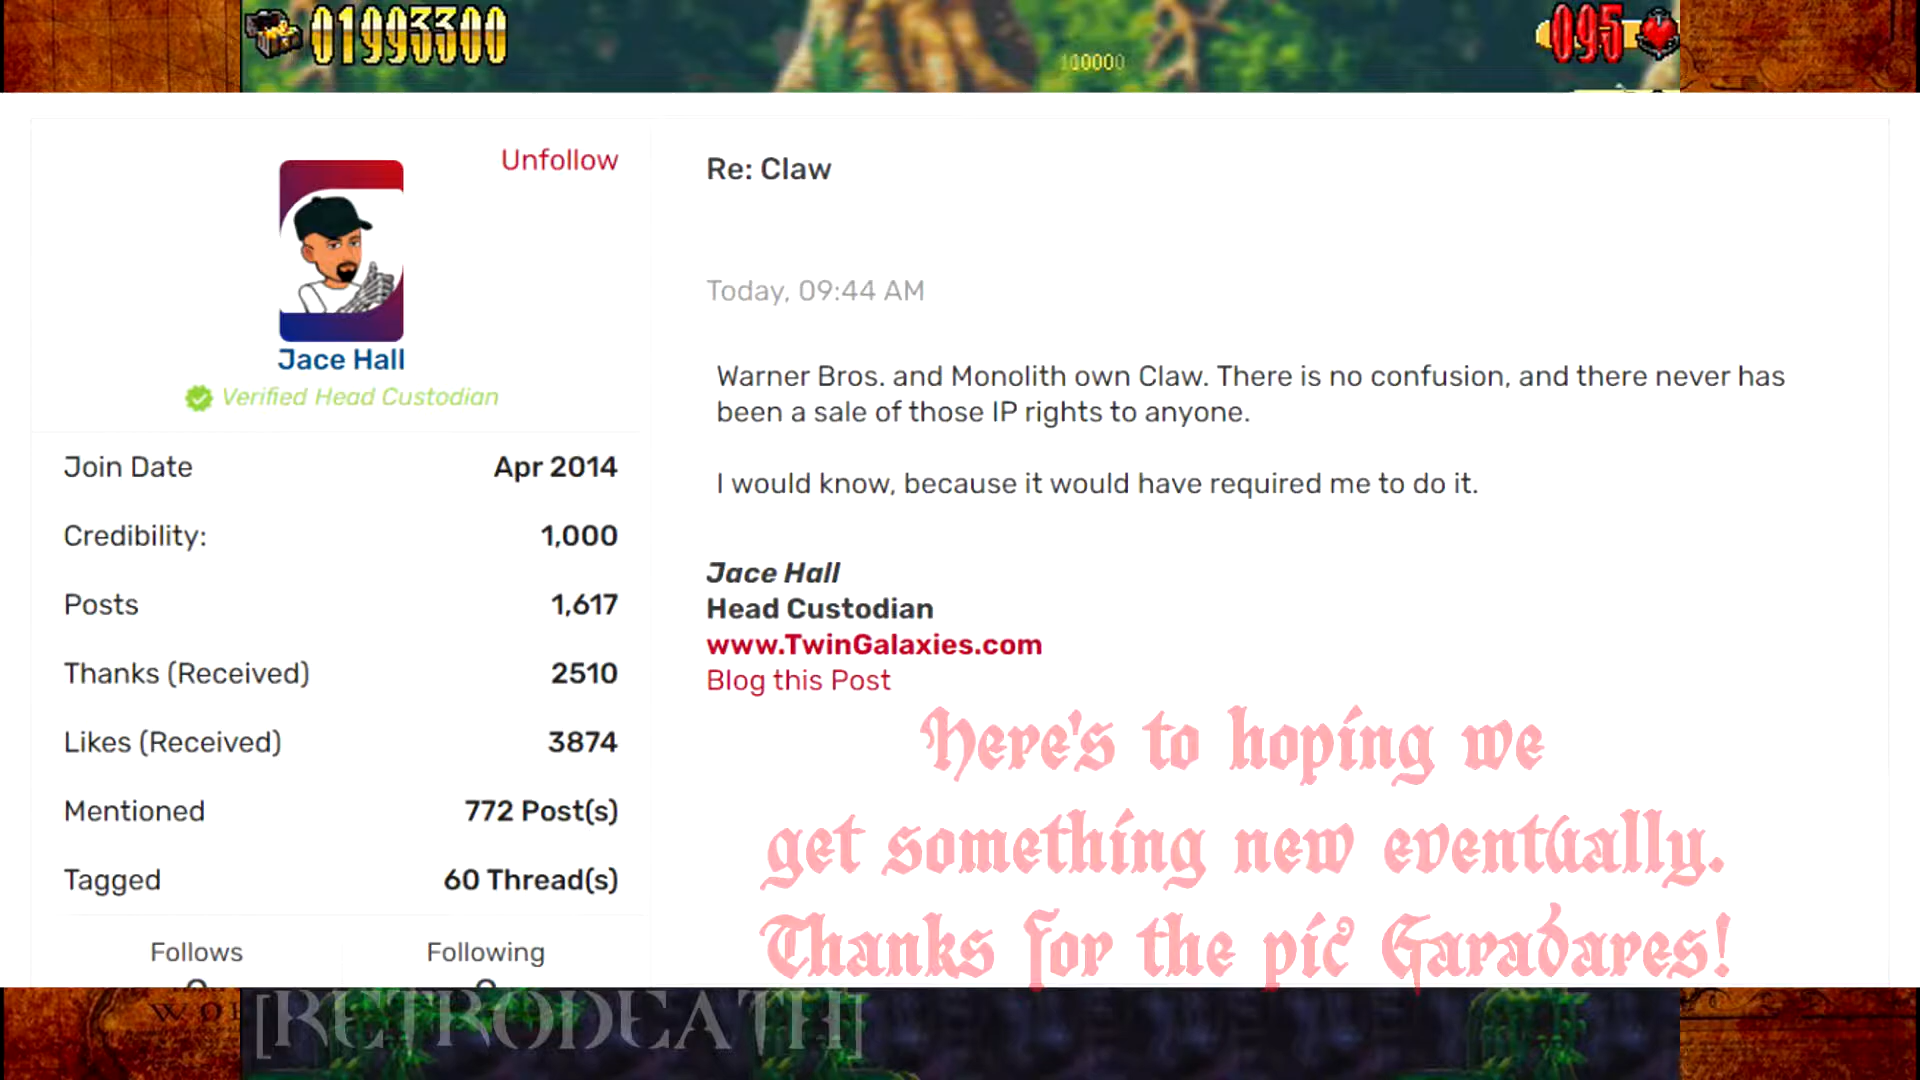 01993300
110000
095
Unfollow
Jace Hall
Verified Head Custodian
Join Date Apr 2014
Credibility: 1,000
Posts 1,617
Thanks (Received) 2510
Likes (Received) 3874
Mentioned 772 Post(s)
Tagged 60 Thread(s)
Follows Following
Re: Claw
Today, 09:44 AM
Warner Bros. and Monolith own Claw. There is no confusion, and there never has
been a sale of those IP rights to anyone.
I would know, because it would have required me to do it.
Jace Hall
Head Custodian
www.TwinGalaxies.com
Blog this Post
Here's to hoping we
get something new eventually.
Thanks for the pic Garadares!
[RETRODEATH]